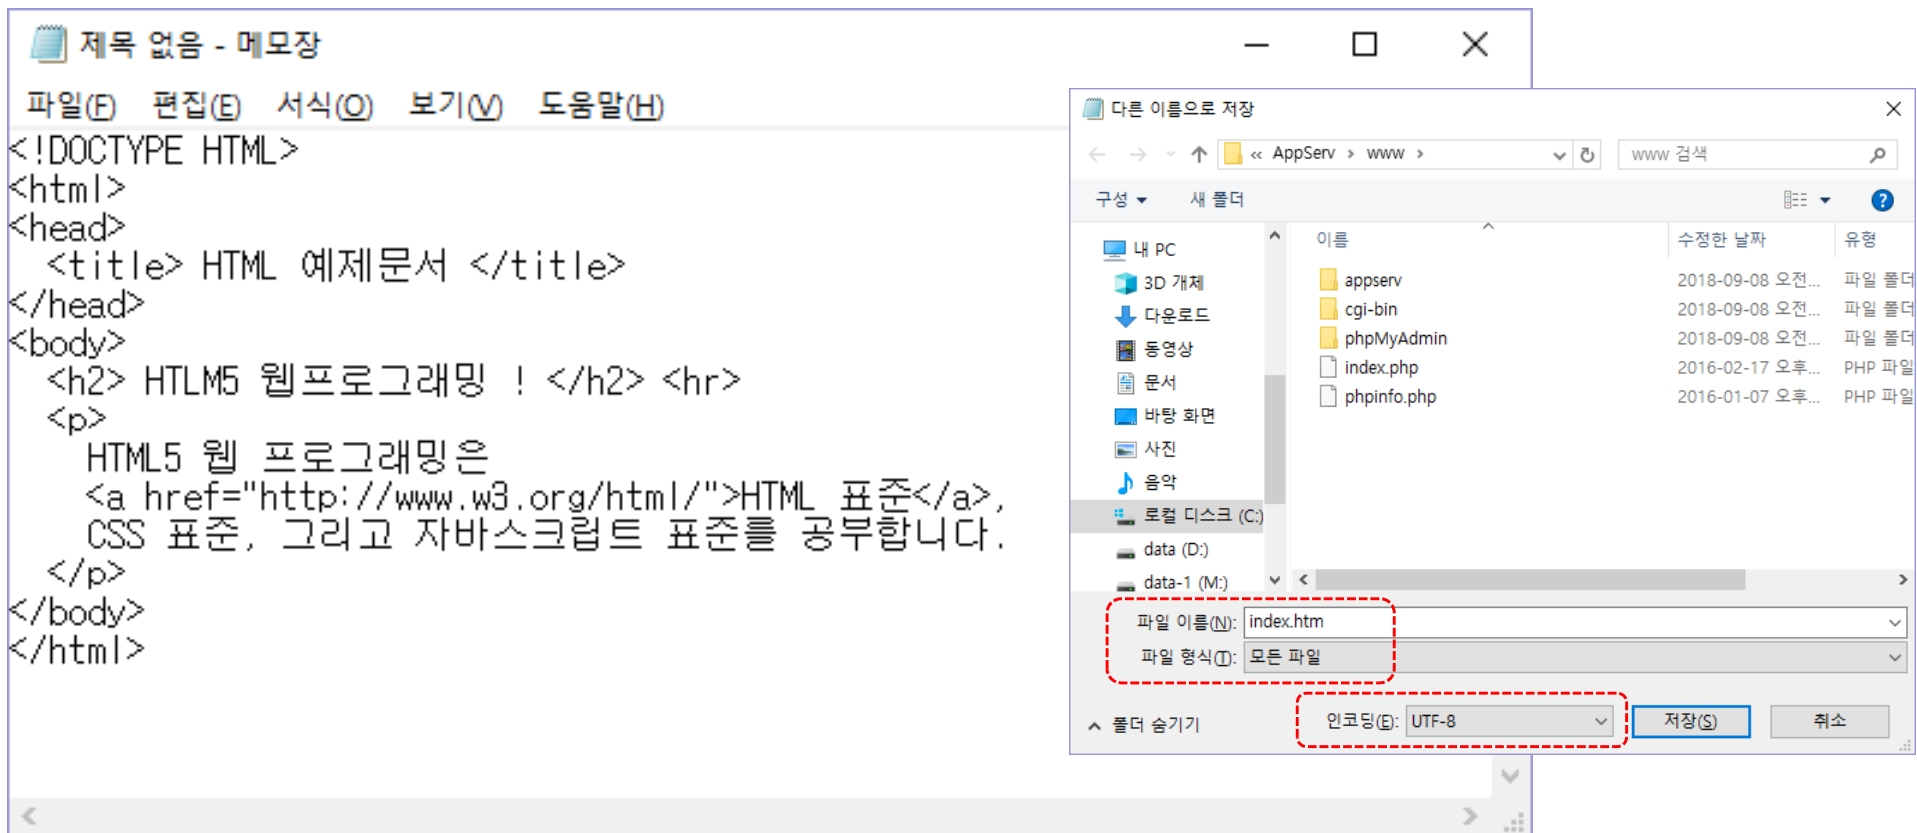 제목 없음 - 메모장
파일(F) 편집(E) 서식(O) 보기(V) 도움말(H)
<!DOCTYPE HTML>
<html>
<head>
<title> HTML 예제문서 </title>
</head>
<body>
<h2> HTLM5 웹프로그래밍 ! </h2> <hr>
<p>
HTML5 웹 프로그래밍은
<a href="http://www.w3.org/html/">HTML 표준</a>,
CSS 표준, 그리고 자바스크립트 표준를 공부합니다.
</p>
</body>
</html>
다른 이름으로 저장
« AppServ > www >
www 검색
구성 새 폴더
내 PC
3D 개체
다운로드
동영상
문서
바탕 화면
사진
음악
로컬 디스크 (C:)
data (D:)
data-1 (M:)
이름 수정한 날짜 유형
appserv 2018-09-08 오전... 파일 폴더
cgi-bin 2018-09-08 오전... 파일 폴더
phpMyAdmin 2018-09-08 오전... 파일 폴더
index.php 2016-02-17 오후... PHP 파일
phpinfo.php 2016-01-07 오후... PHP 파일
파일 이름(N): index.htm
파일 형식(T): 모든 파일
폴더 숨기기
인코딩(E): UTF-8 저장(S) 취소